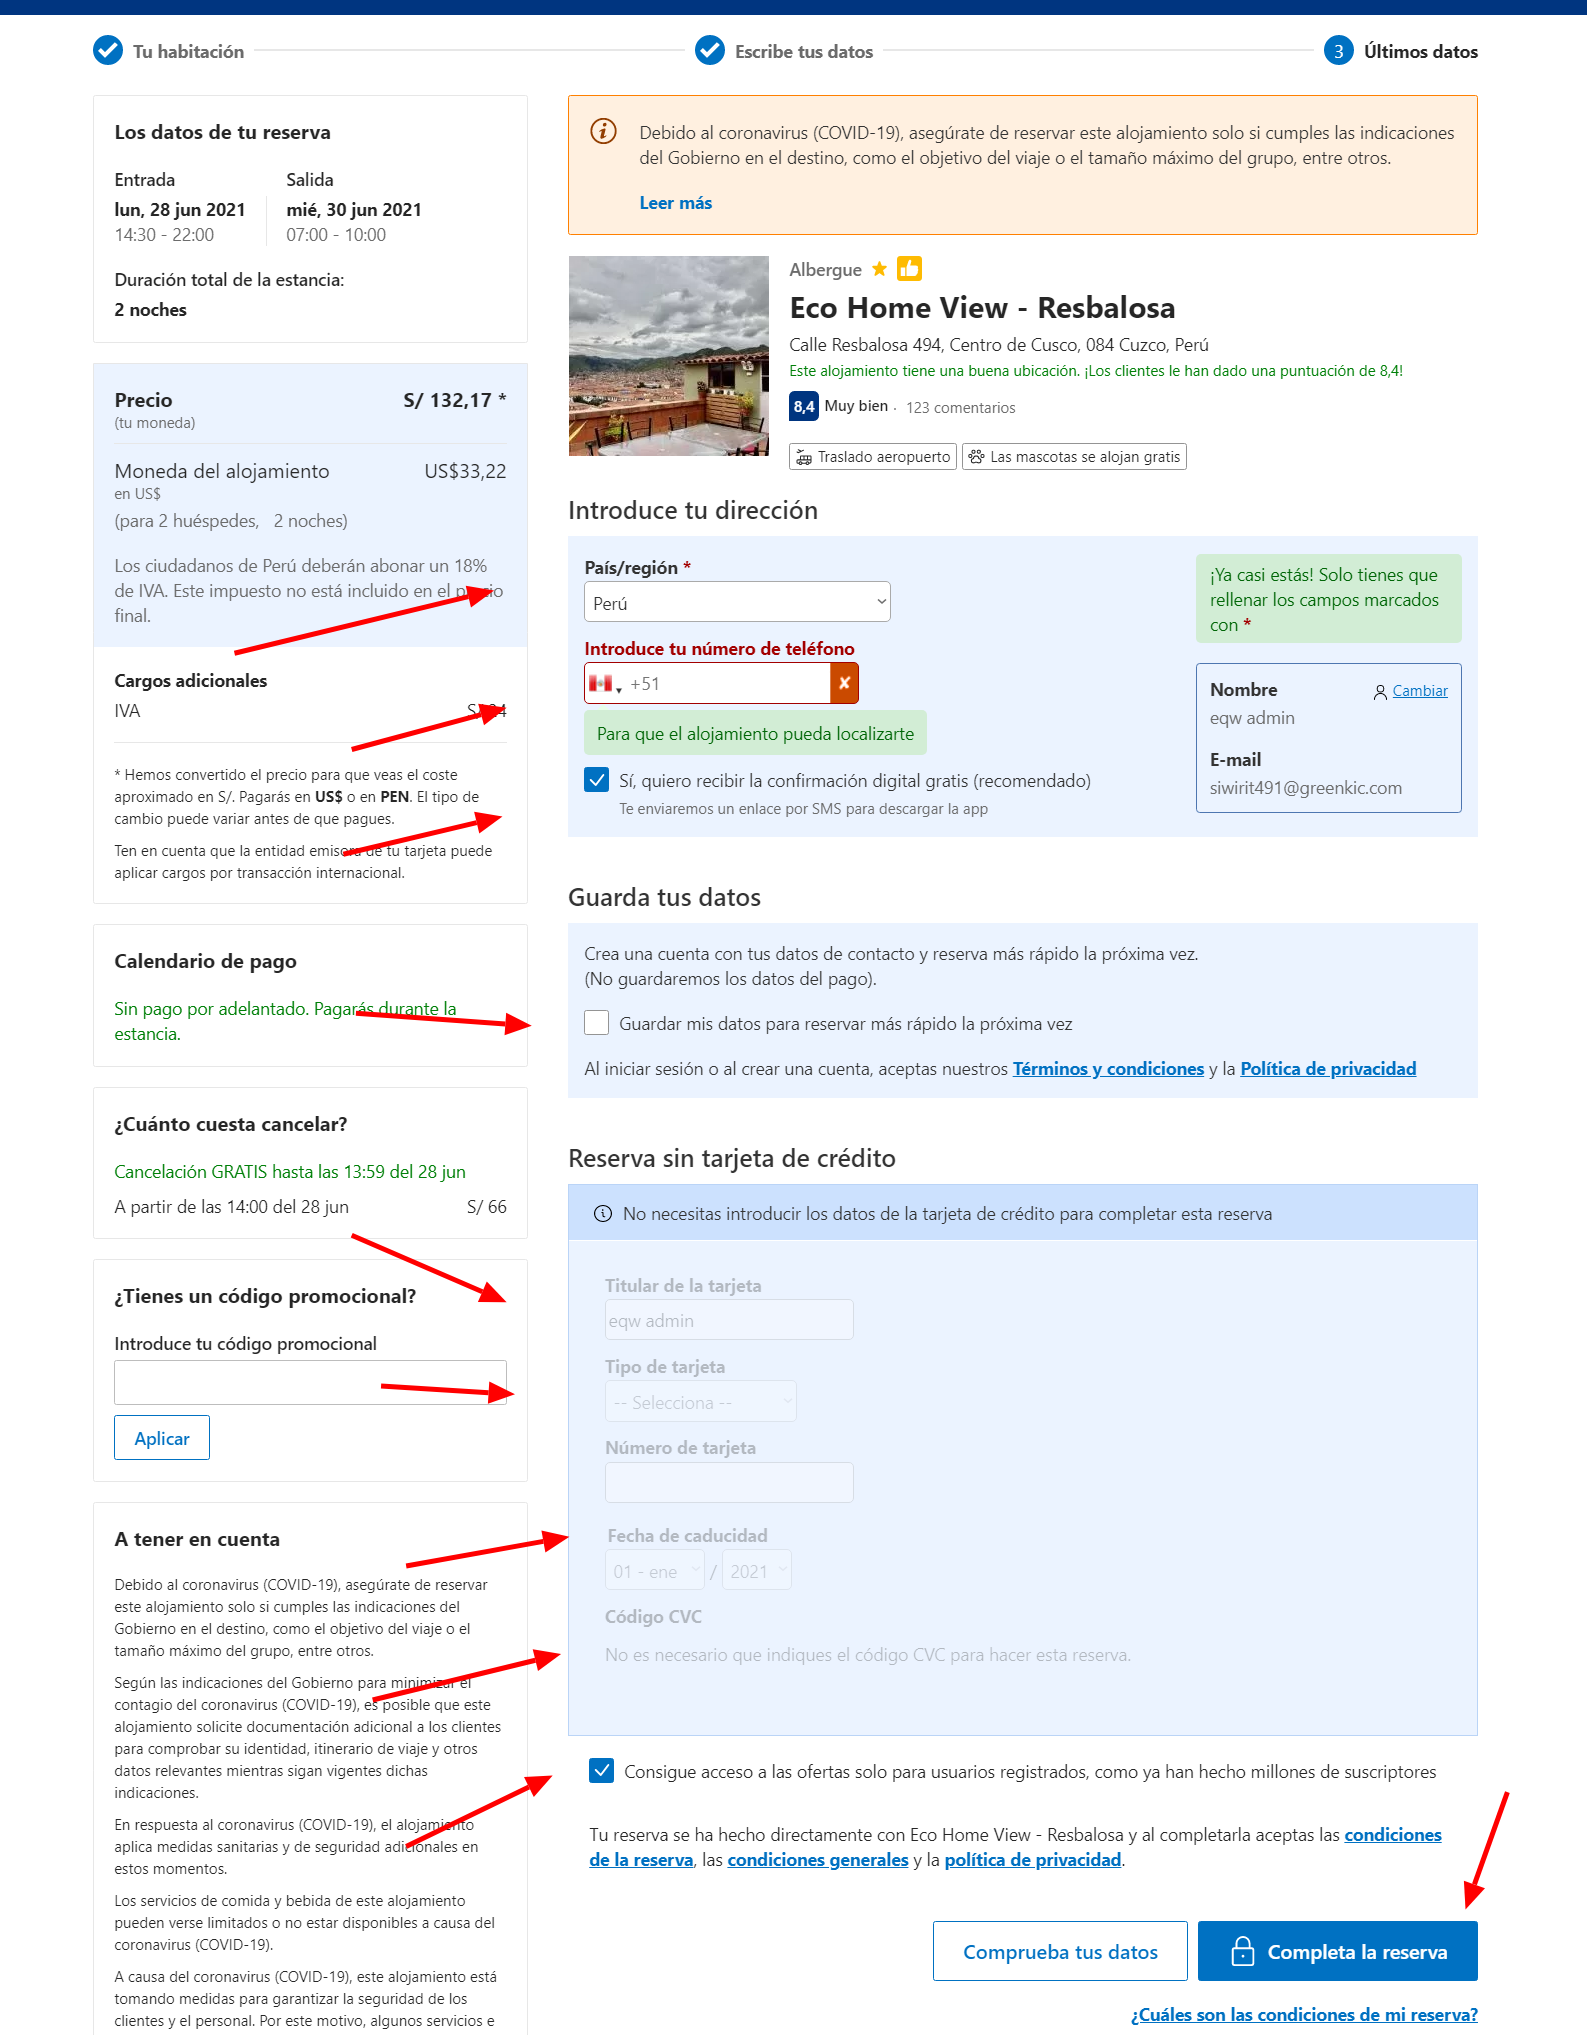 Tu habitación
Escribe tus datos
3 Últimos datos
Los datos de tu reserva
Entrada
Salida
lun, 28 jun 2021
mié, 30 jun 2021
14:30 - 22:00
07:00 - 10:00
Duración total de la estancia:
2 noches
Precio S/ 132,17 *
(tu moneda)
Moneda del alojamiento US$33,22
en US$
(para 2 huéspedes, 2 noches)
Los ciudadanos de Perú deberán abonar un 18%
de IVA. Este impuesto no está incluido en el precio
final.
Cargos adicionales
IVA S/ 24
* Hemos convertido el precio para que veas el coste
aproximado en S/. Pagarás en US$ o en PEN. El tipo de
cambio puede variar antes de que pagues.
Ten en cuenta que la entidad emisora de tu tarjeta puede
aplicar cargos por transacción internacional.
Calendario de pago
Sin pago por adelantado. Pagarás durante la
estancia.
¿Cuánto cuesta cancelar?
Cancelación GRATIS hasta las 13:59 del 28 jun
A partir de las 14:00 del 28 jun S/ 66
¿Tienes un código promocional?
Introduce tu código promocional
Aplicar
A tener en cuenta
Debido al coronavirus (COVID-19), asegúrate de reservar
este alojamiento solo si cumples las indicaciones del
Gobierno en el destino, como el objetivo del viaje o el
tamaño máximo del grupo, entre otros.
Según las indicaciones del Gobierno para minimizar el
contagio del coronavirus (COVID-19), es posible que este
alojamiento solicite documentación adicional a los clientes
para comprobar su identidad, itinerario de viaje y otros
datos relevantes mientras sigan vigentes dichas
indicaciones.
En respuesta al coronavirus (COVID-19), el alojamiento
aplica medidas sanitarias y de seguridad adicionales en
estos momentos.
Los servicios de comida y bebida de este alojamiento
pueden verse limitados o no estar disponibles a causa del
coronavirus (COVID-19).
A causa del coronavirus (COVID-19), este alojamiento está
tomando medidas para garantizar la seguridad de los
clientes y el personal. Por este motivo, algunos servicios e
Debido al coronavirus (COVID-19), asegúrate de reservar este alojamiento solo si cumples las indicaciones
del Gobierno en el destino, como el objetivo del viaje o el tamaño máximo del grupo, entre otros.
Leer más
Albergue
Eco Home View - Resbalosa
Calle Resbalosa 494, Centro de Cusco, 084 Cuzco, Perú
Este alojamiento tiene una buena ubicación. ¡Los clientes le han dado una puntuación de 8,4!
8,4 Muy bien · 123 comentarios
Traslado aeropuerto
Las mascotas se alojan gratis
Introduce tu dirección
País/región *
Perú
Introduce tu número de teléfono
+51
Para que el alojamiento pueda localizarte
Sí, quiero recibir la confirmación digital gratis (recomendado)
Te enviaremos un enlace por SMS para descargar la app
¡Ya casi estás! Solo tienes que
rellenar los campos marcados
con *
Nombre Cambiar
eqw admin
E-mail
siwirit491@greenkic.com
Guarda tus datos
Crea una cuenta con tus datos de contacto y reserva más rápido la próxima vez.
(No guardaremos los datos del pago).
Guardar mis datos para reservar más rápido la próxima vez
Al iniciar sesión o al crear una cuenta, aceptas nuestros Términos y condiciones y la Política de privacidad
Reserva sin tarjeta de crédito
No necesitas introducir los datos de la tarjeta de crédito para completar esta reserva
Titular de la tarjeta
eqw admin
Tipo de tarjeta
-- Selecciona --
Número de tarjeta
Fecha de caducidad
01 - ene / 2021
Código CVC
No es necesario que indiques el código CVC para hacer esta reserva.
Consigue acceso a las ofertas solo para usuarios registrados, como ya han hecho millones de suscriptores
Tu reserva se ha hecho directamente con Eco Home View - Resbalosa y al completarla aceptas las condiciones
de la reserva, las condiciones generales y la política de privacidad.
Comprueba tus datos
Completa la reserva
¿Cuáles son las condiciones de mi reserva?